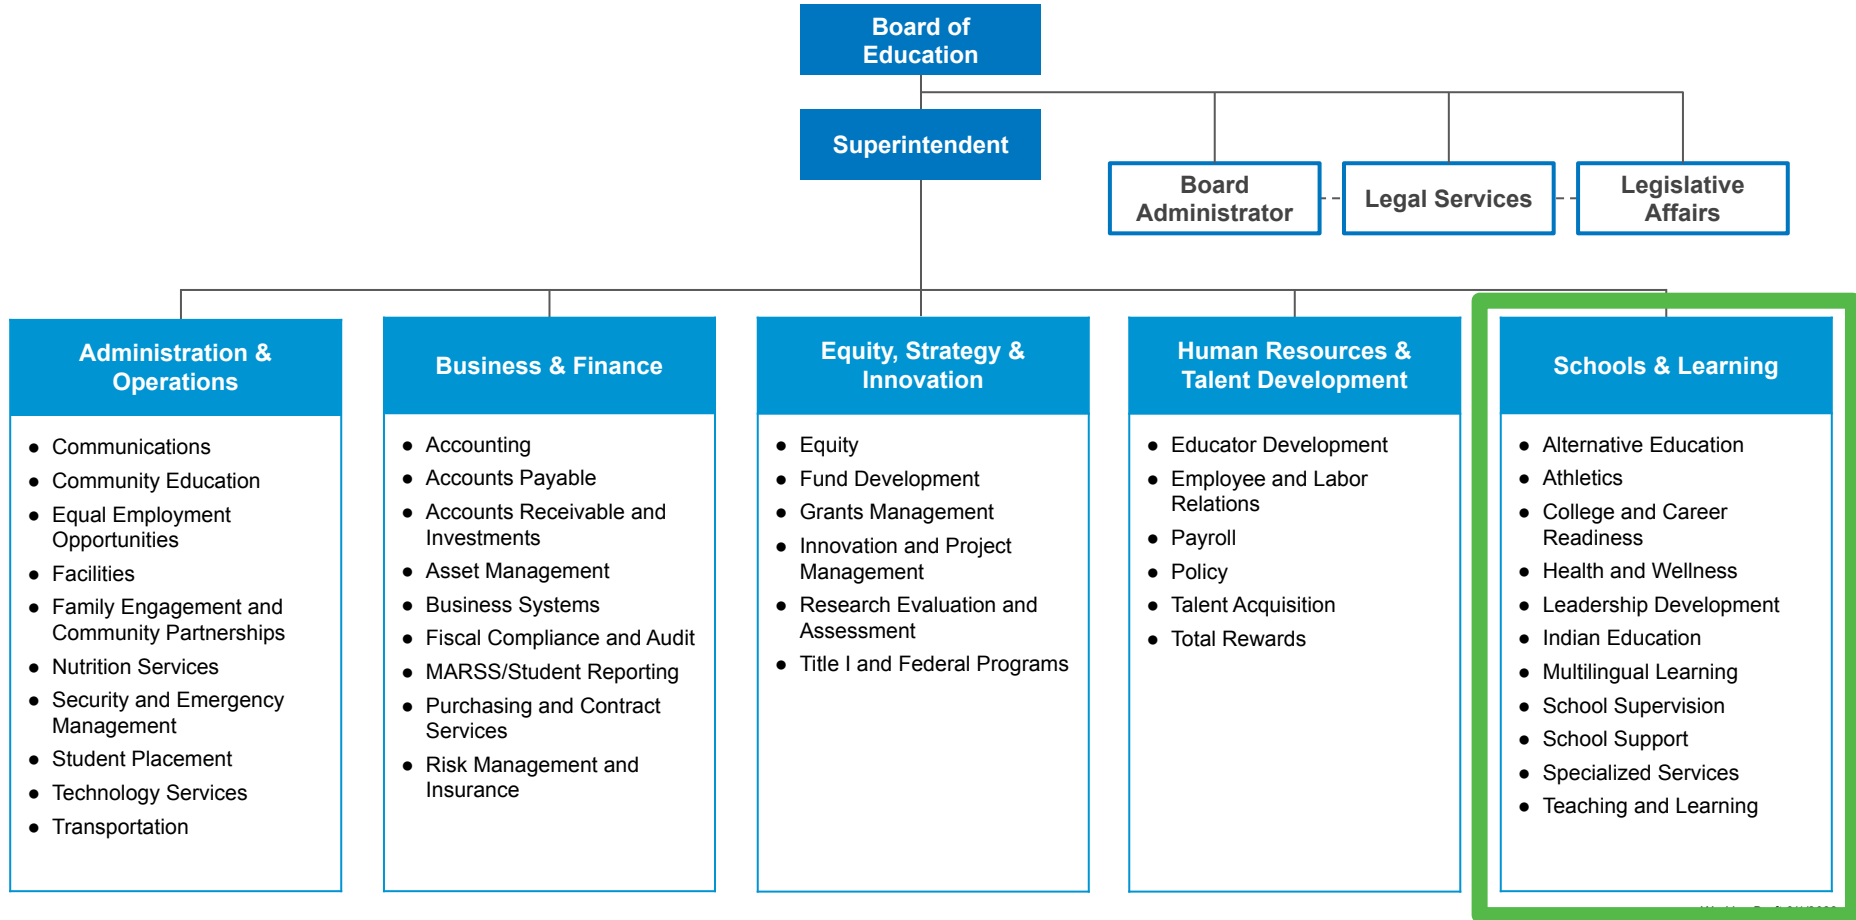 Board of
Education
Superintendent
Board
Administrator
Legal Services
Legislative
Affairs
Administration &
Operations
● Communications
● Community Education
● Equal Employment
Opportunities
● Facilities
● Family Engagement and
Community Partnerships
● Nutrition Services
● Security and Emergency
Management
● Student Placement
● Technology Services
● Transportation
Business & Finance
● Accounting
● Accounts Payable
● Accounts Receivable and
Investments
● Asset Management
● Business Systems
● Fiscal Compliance and Audit
● MARSS/Student Reporting
● Purchasing and Contract
Services
● Risk Management and
Insurance
Equity, Strategy &
Innovation
● Equity
● Fund Development
● Grants Management
● Innovation and Project
Management
● Research Evaluation and
Assessment
● Title I and Federal Programs
Human Resources &
Talent Development
● Educator Development
● Employee and Labor
Relations
● Payroll
● Policy
● Talent Acquisition
● Total Rewards
Schools & Learning
● Alternative Education
● Athletics
● College and Career
Readiness
● Health and Wellness
● Leadership Development
● Indian Education
● Multilingual Learning
● School Supervision
● School Support
● Specialized Services
● Teaching and Learning